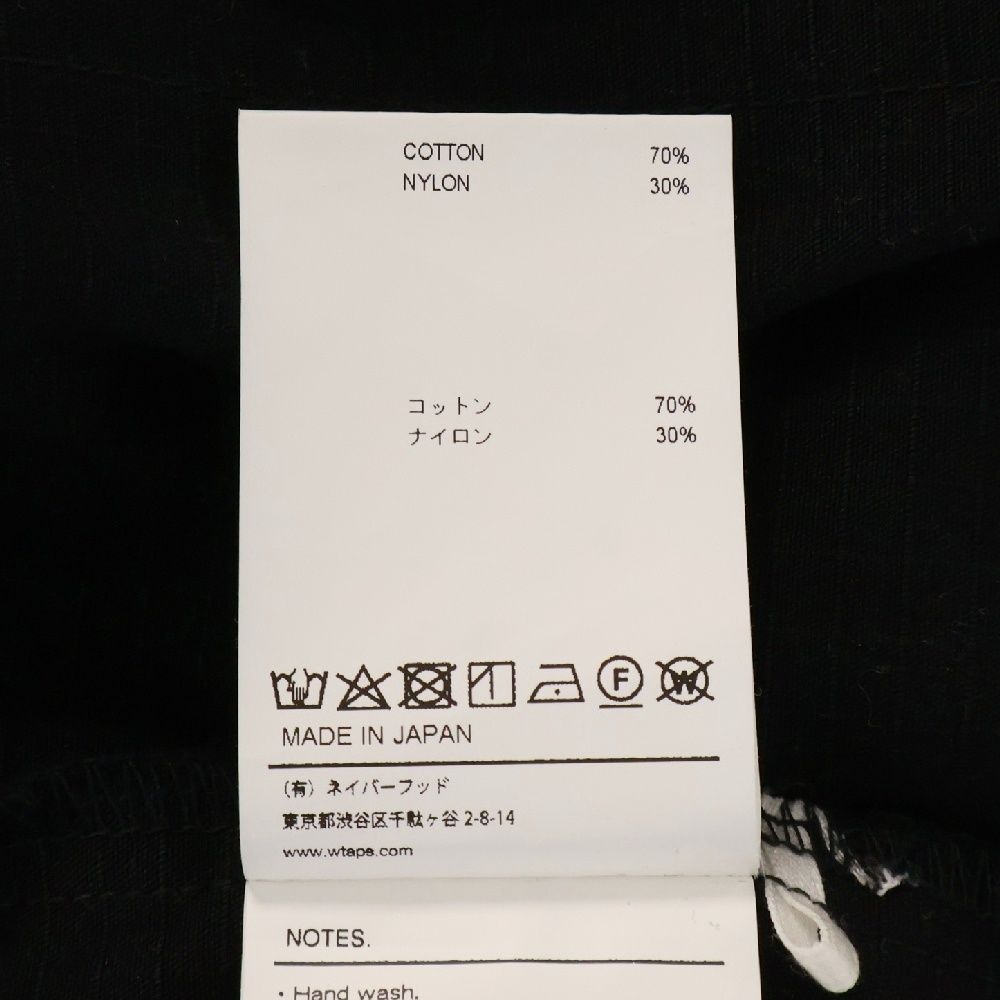 COTTON 70%
NYLON 30%
コットン 70%
ナイロン 30%
F W
MADE IN JAPAN
(有) ネイバーフッド
東京都渋谷区千駄ヶ谷 2-8-14
www.wtaps.com
NOTES.
・Hand wash.